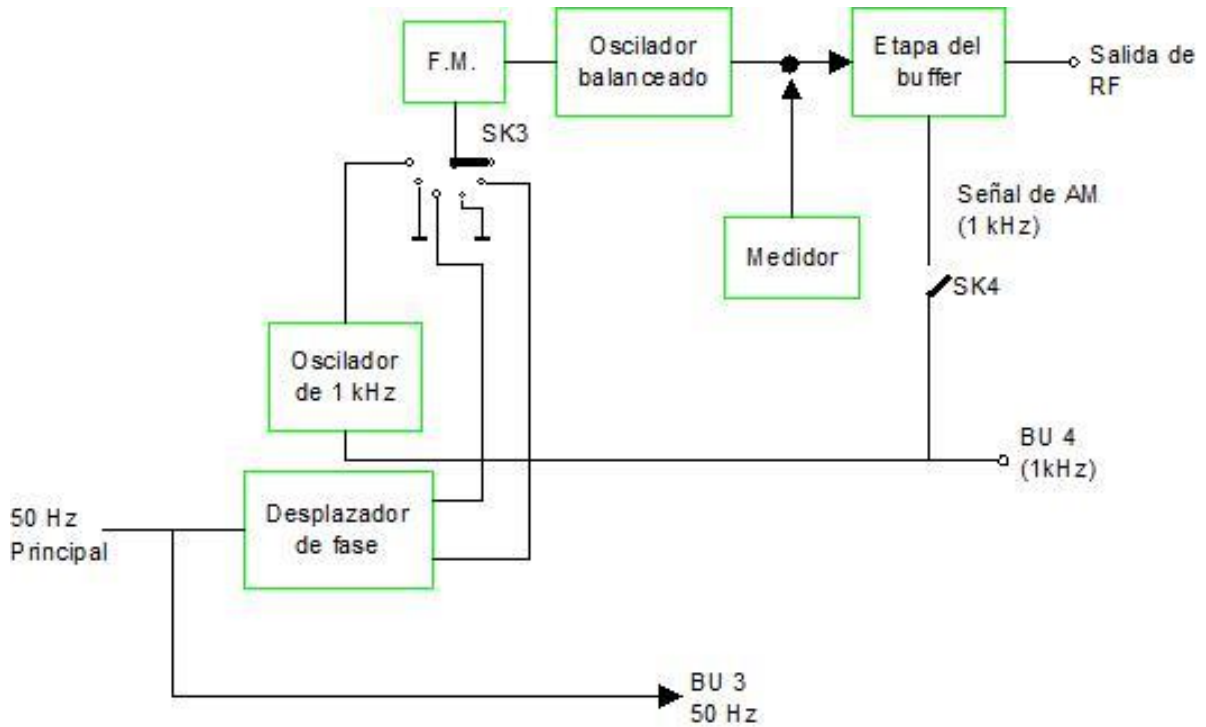 F.M.
Oscilador
balanceado
Etapa del
buffer
Salida de
RF
SK3
Señal de AM
(1 kHz)
Medidor
SK4
Oscilador
de 1 kHz
BU 4
(1kHz)
50 Hz
Principal
Desplazador
de fase
BU 3
50 Hz